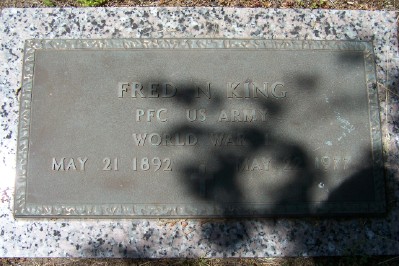 FRED N KING
PFC US ARMY
WORLD WAR
MAY 21 1892 MAY